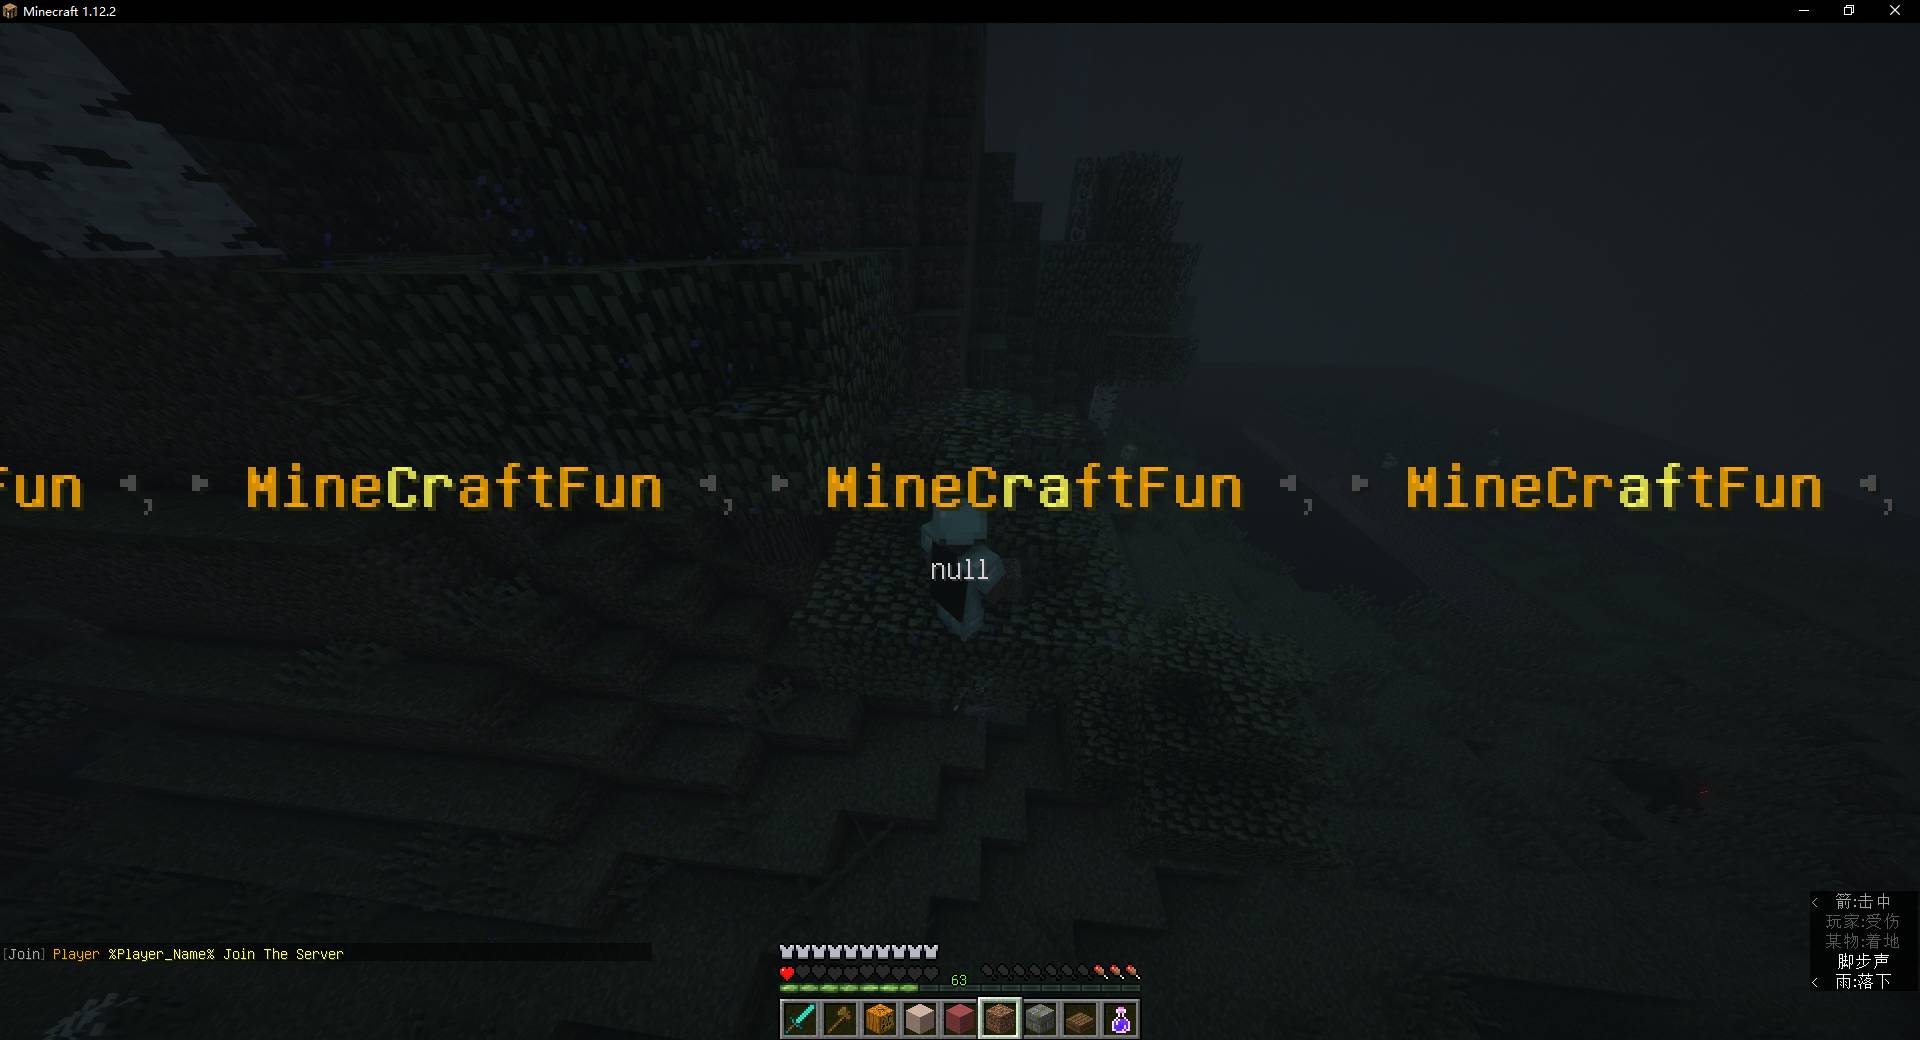 Minecraft 1.12.2
Fun ◄, ► MineCraftFun ◄, ► MineCraftFun ◄, ► MineCraftFun ◄,
null
< 箭:击中
玩家:受伤
某物:着地
脚步声
< 雨:落下
[Join] Player %Player_Name% Join The Server
63